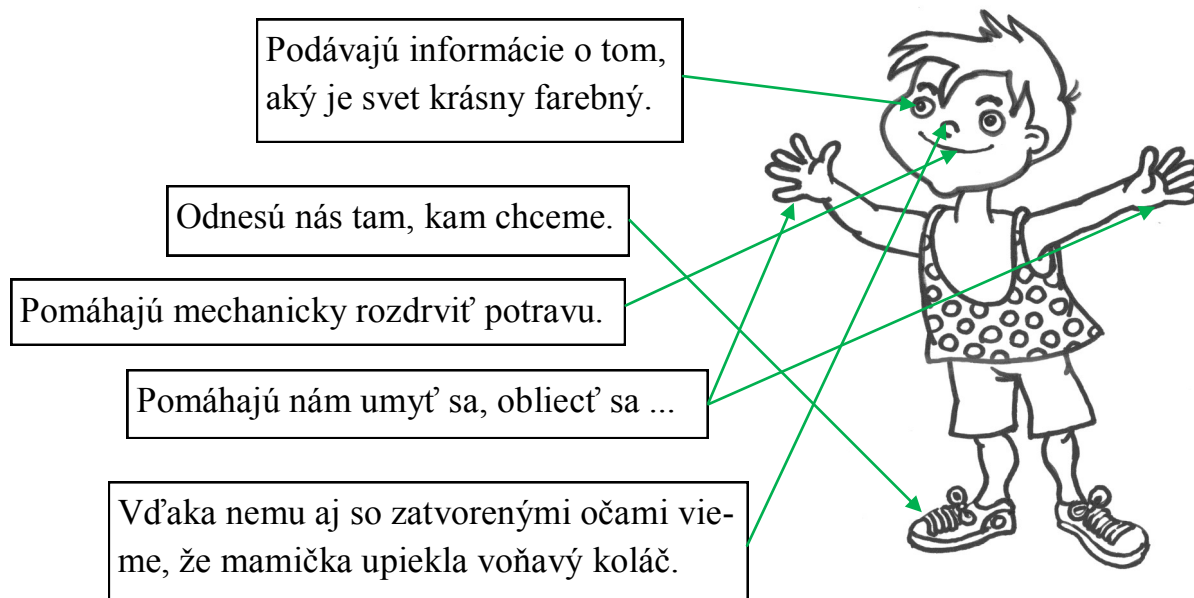 Podávajú informácie o tom,
aký je svet krásny farebný.
Odnesú nás tam, kam chceme.
Pomáhajú mechanicky rozdrviť potravu.
Pomáhajú nám umyť sa, obliecť sa ...
Vďaka nemu aj so zatvorenými očami vie-
me, že mamička upiekla voňavý koláč.